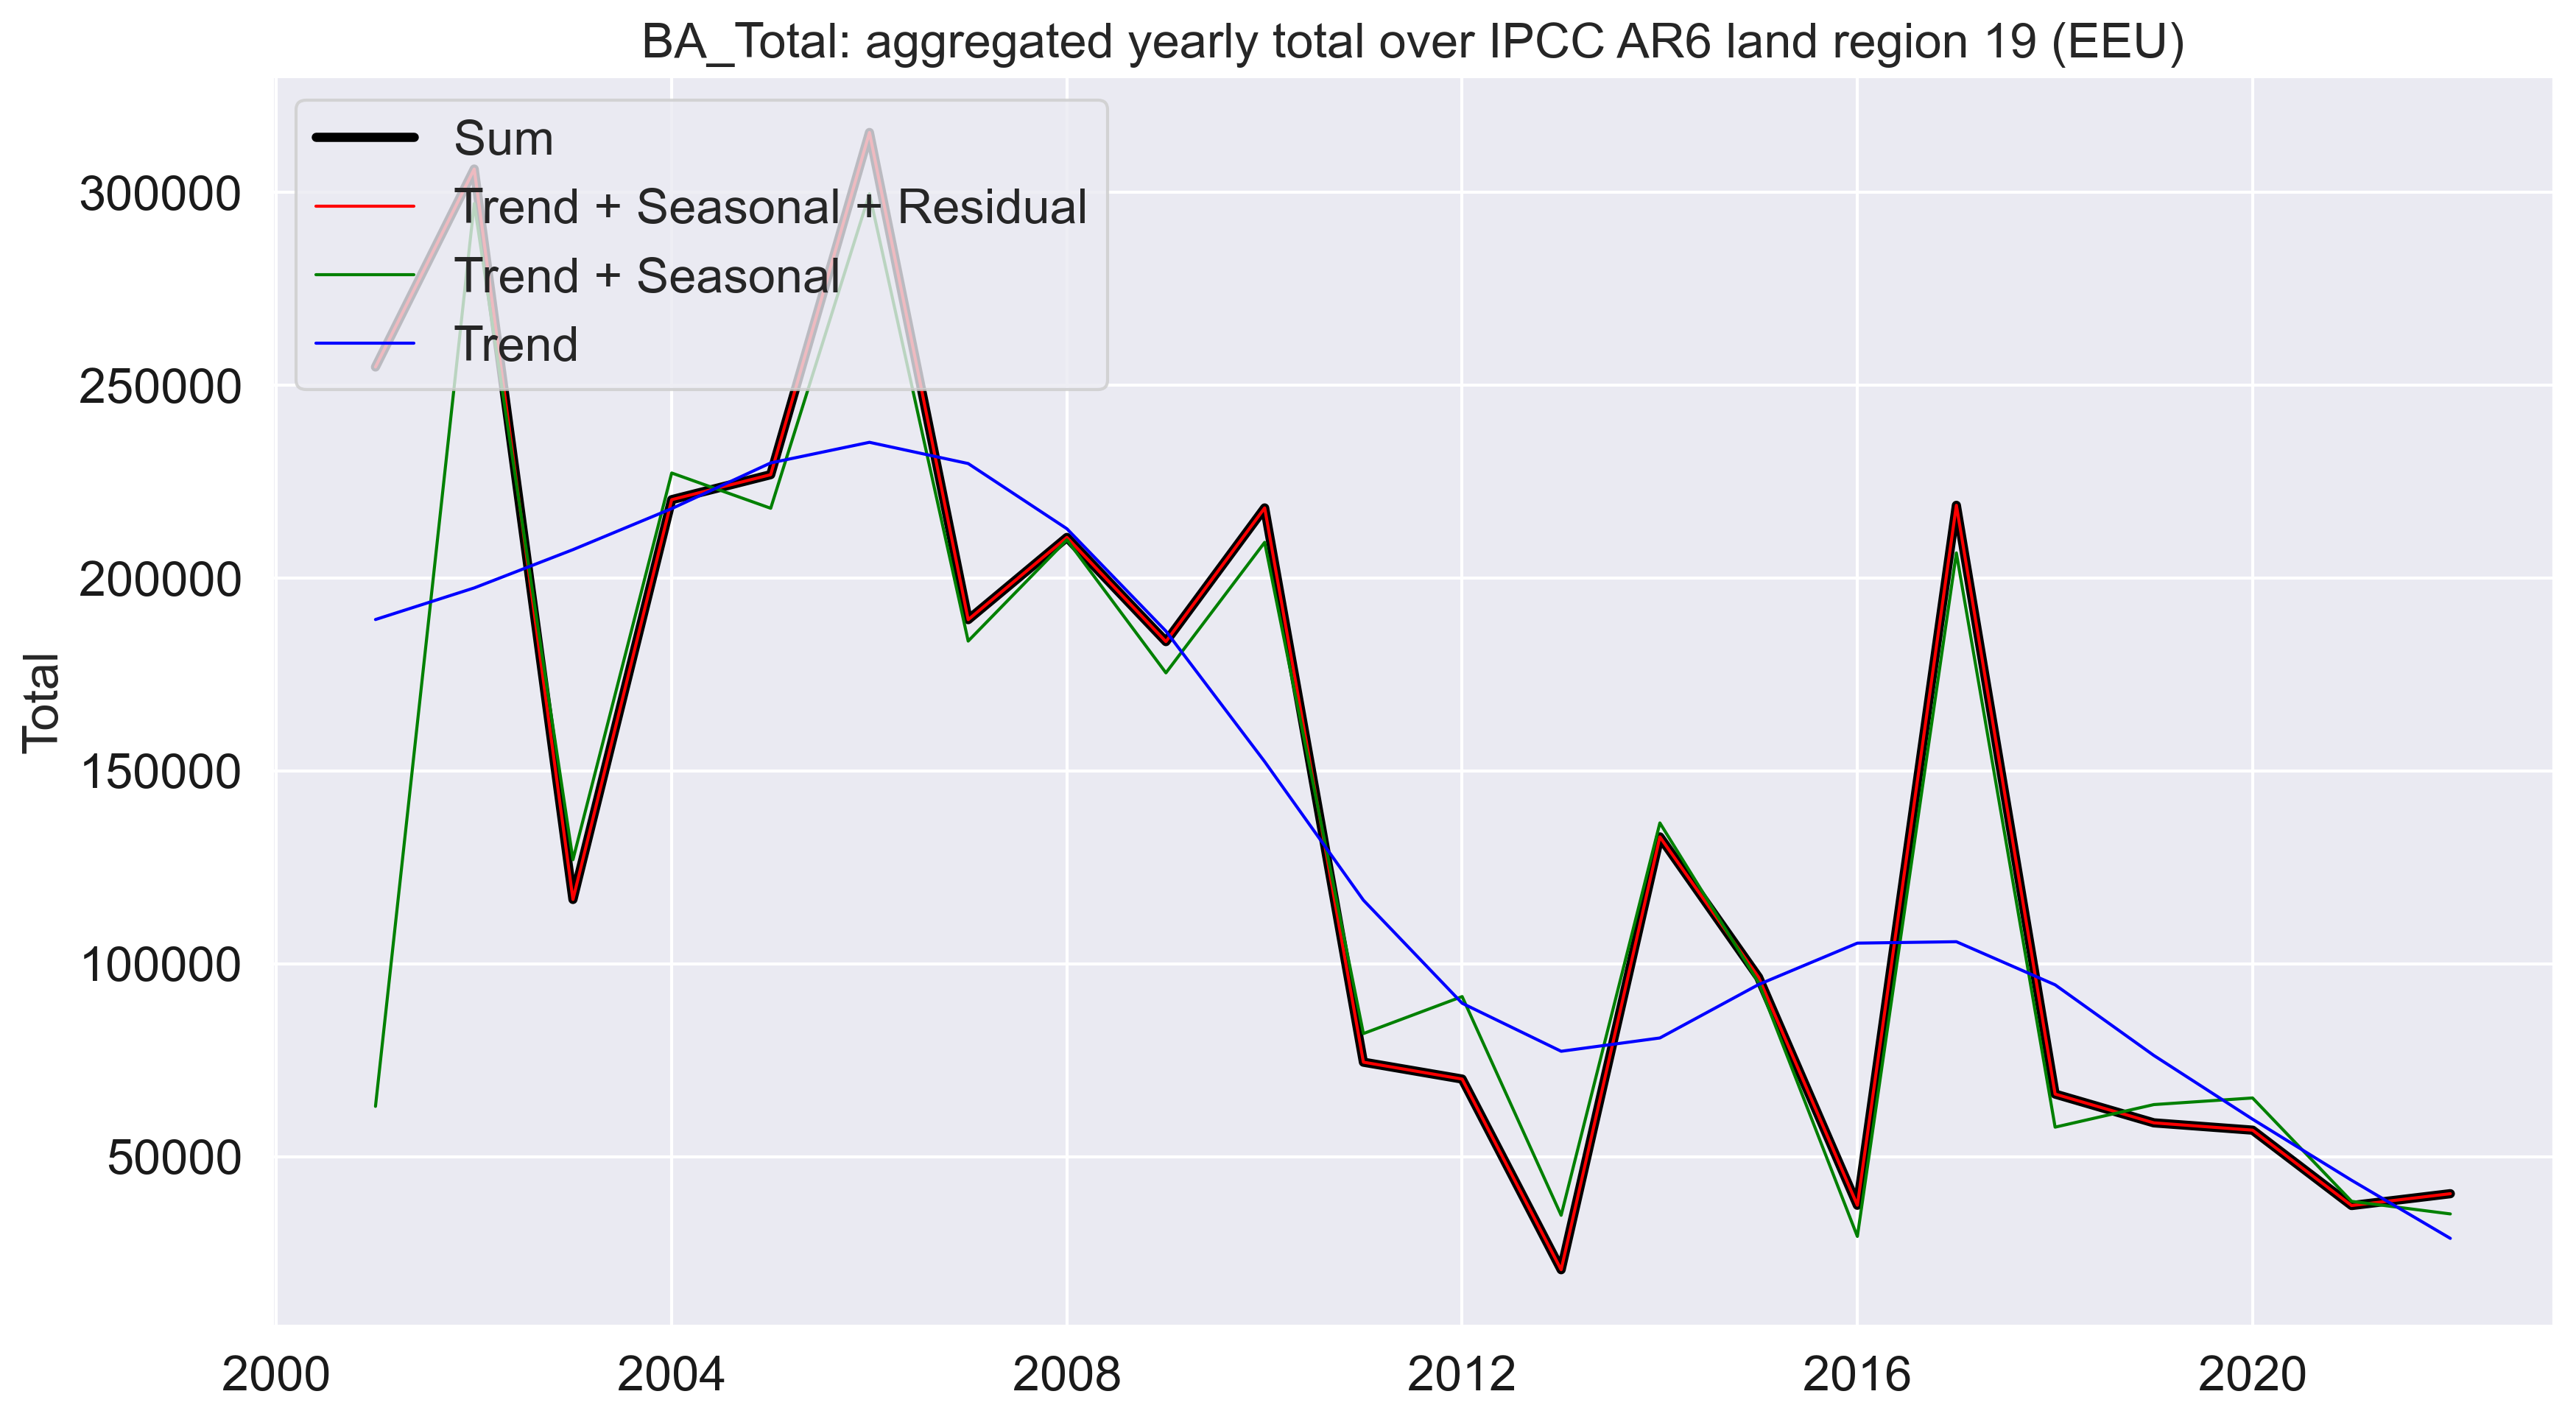 BA_Total: aggregated yearly total over IPCC AR6 land region 19 (EEU)
Sum
Trend + Seasonal + Residual
Trend + Seasonal
Trend
300000
250000
200000
150000
100000
50000
Total
2000
2004
2008
2012
2016
2020